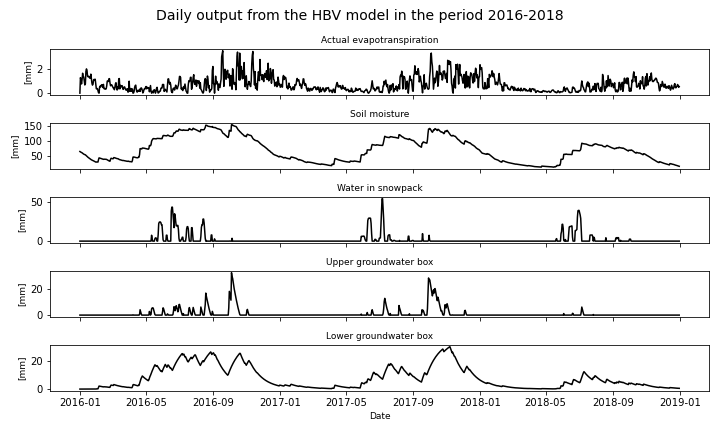 Daily output from the HBV model in the period 2016-2018
Actual evapotranspiration
[mm]
2
0
Soil moisture
[mm]
150
100
50
Water in snowpack
[mm]
50
0
Upper groundwater box
[mm]
20
0
Lower groundwater box
[mm]
20
0
2016-01 2016-05 2016-09 2017-01 2017-05 2017-09 2018-01 2018-05 2018-09 2019-01
Date